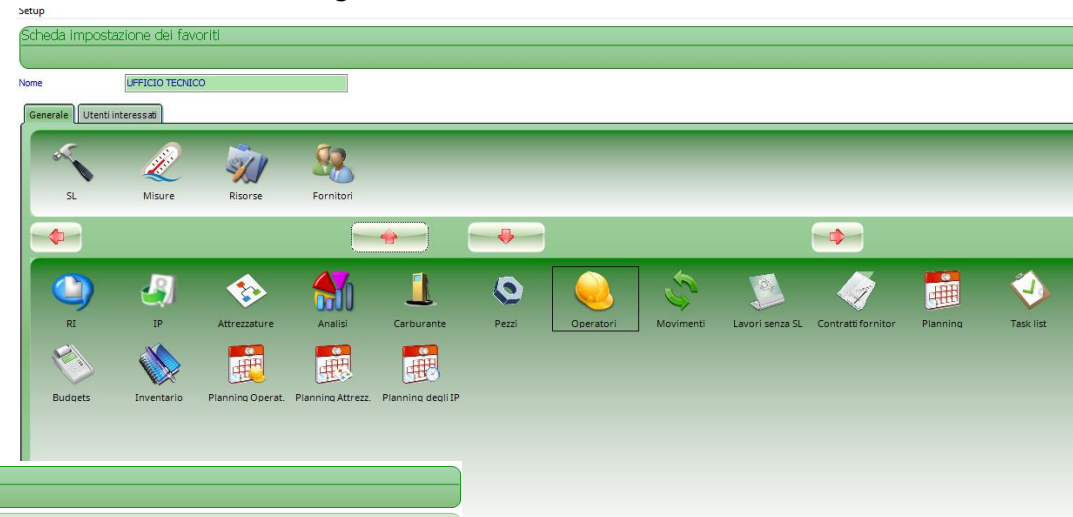 Setup
Scheda impostazione dei favoriti
Nome UFFICIO TECNICO
Generale Utenti interessati
SL Misure Risorse Fornitori
RI IP Attrezzature Analisi Carburante Pezzi Operatori Movimenti Lavori senza SL Contratti fornitor Planning Task list
Budgets Inventario Planning Operat. Planning Attrezz. Planning degli IP